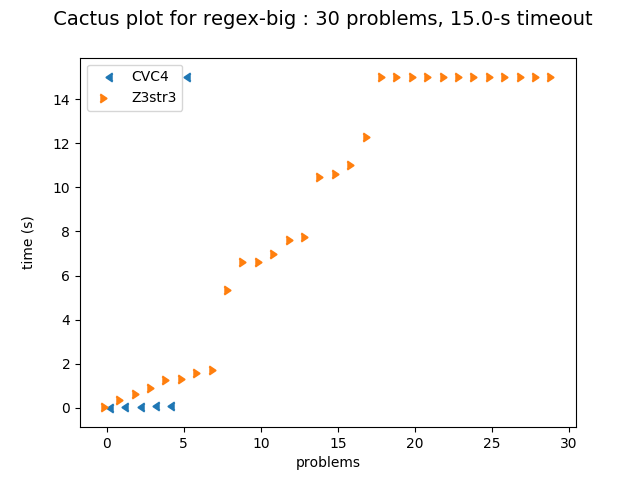 Cactus plot for regex-big : 30 problems, 15.0-s timeout
CVC4
Z3str3
14
12
10
8
6
4
2
0
time (s)
0 5 10 15 20 25 30
problems